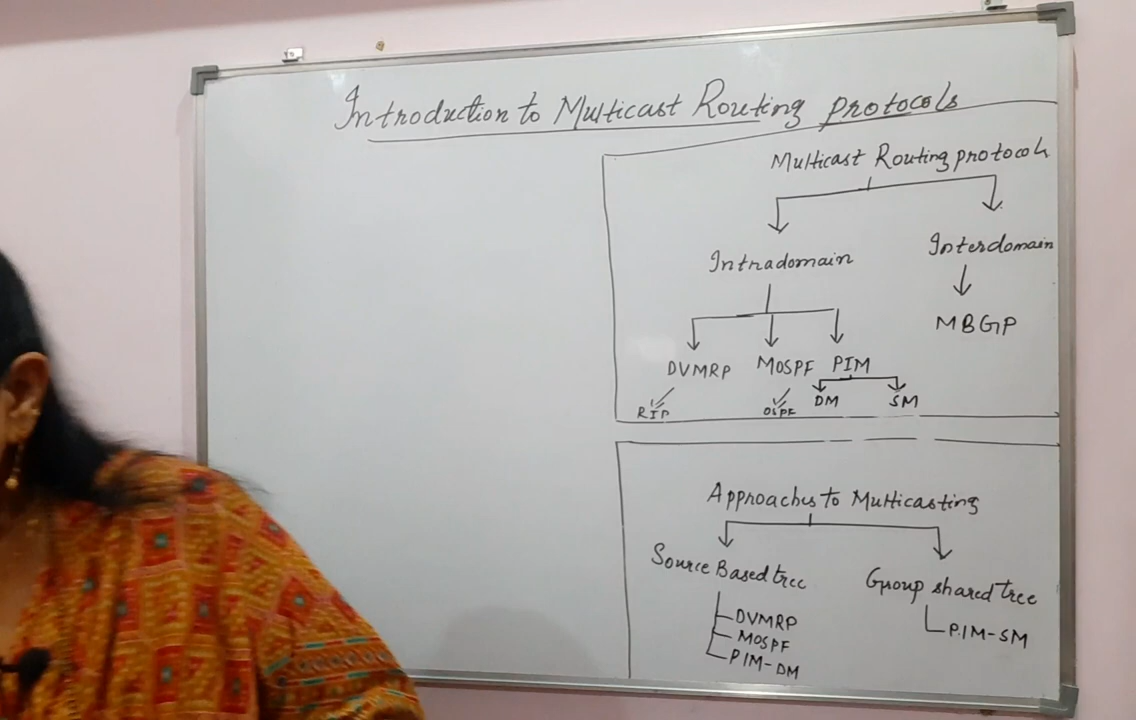 Introduction to Multicast Routing protocols
Multicast Routing protocols
Intradomain
Interdomain
MBGP
DVMRP MOSPF PIM
RIP OSPF DM SM
Approaches to Multicasting
Source Based tree
Group shared tree
DVMRP
MOSPF
PIM-DM
PIM-SM